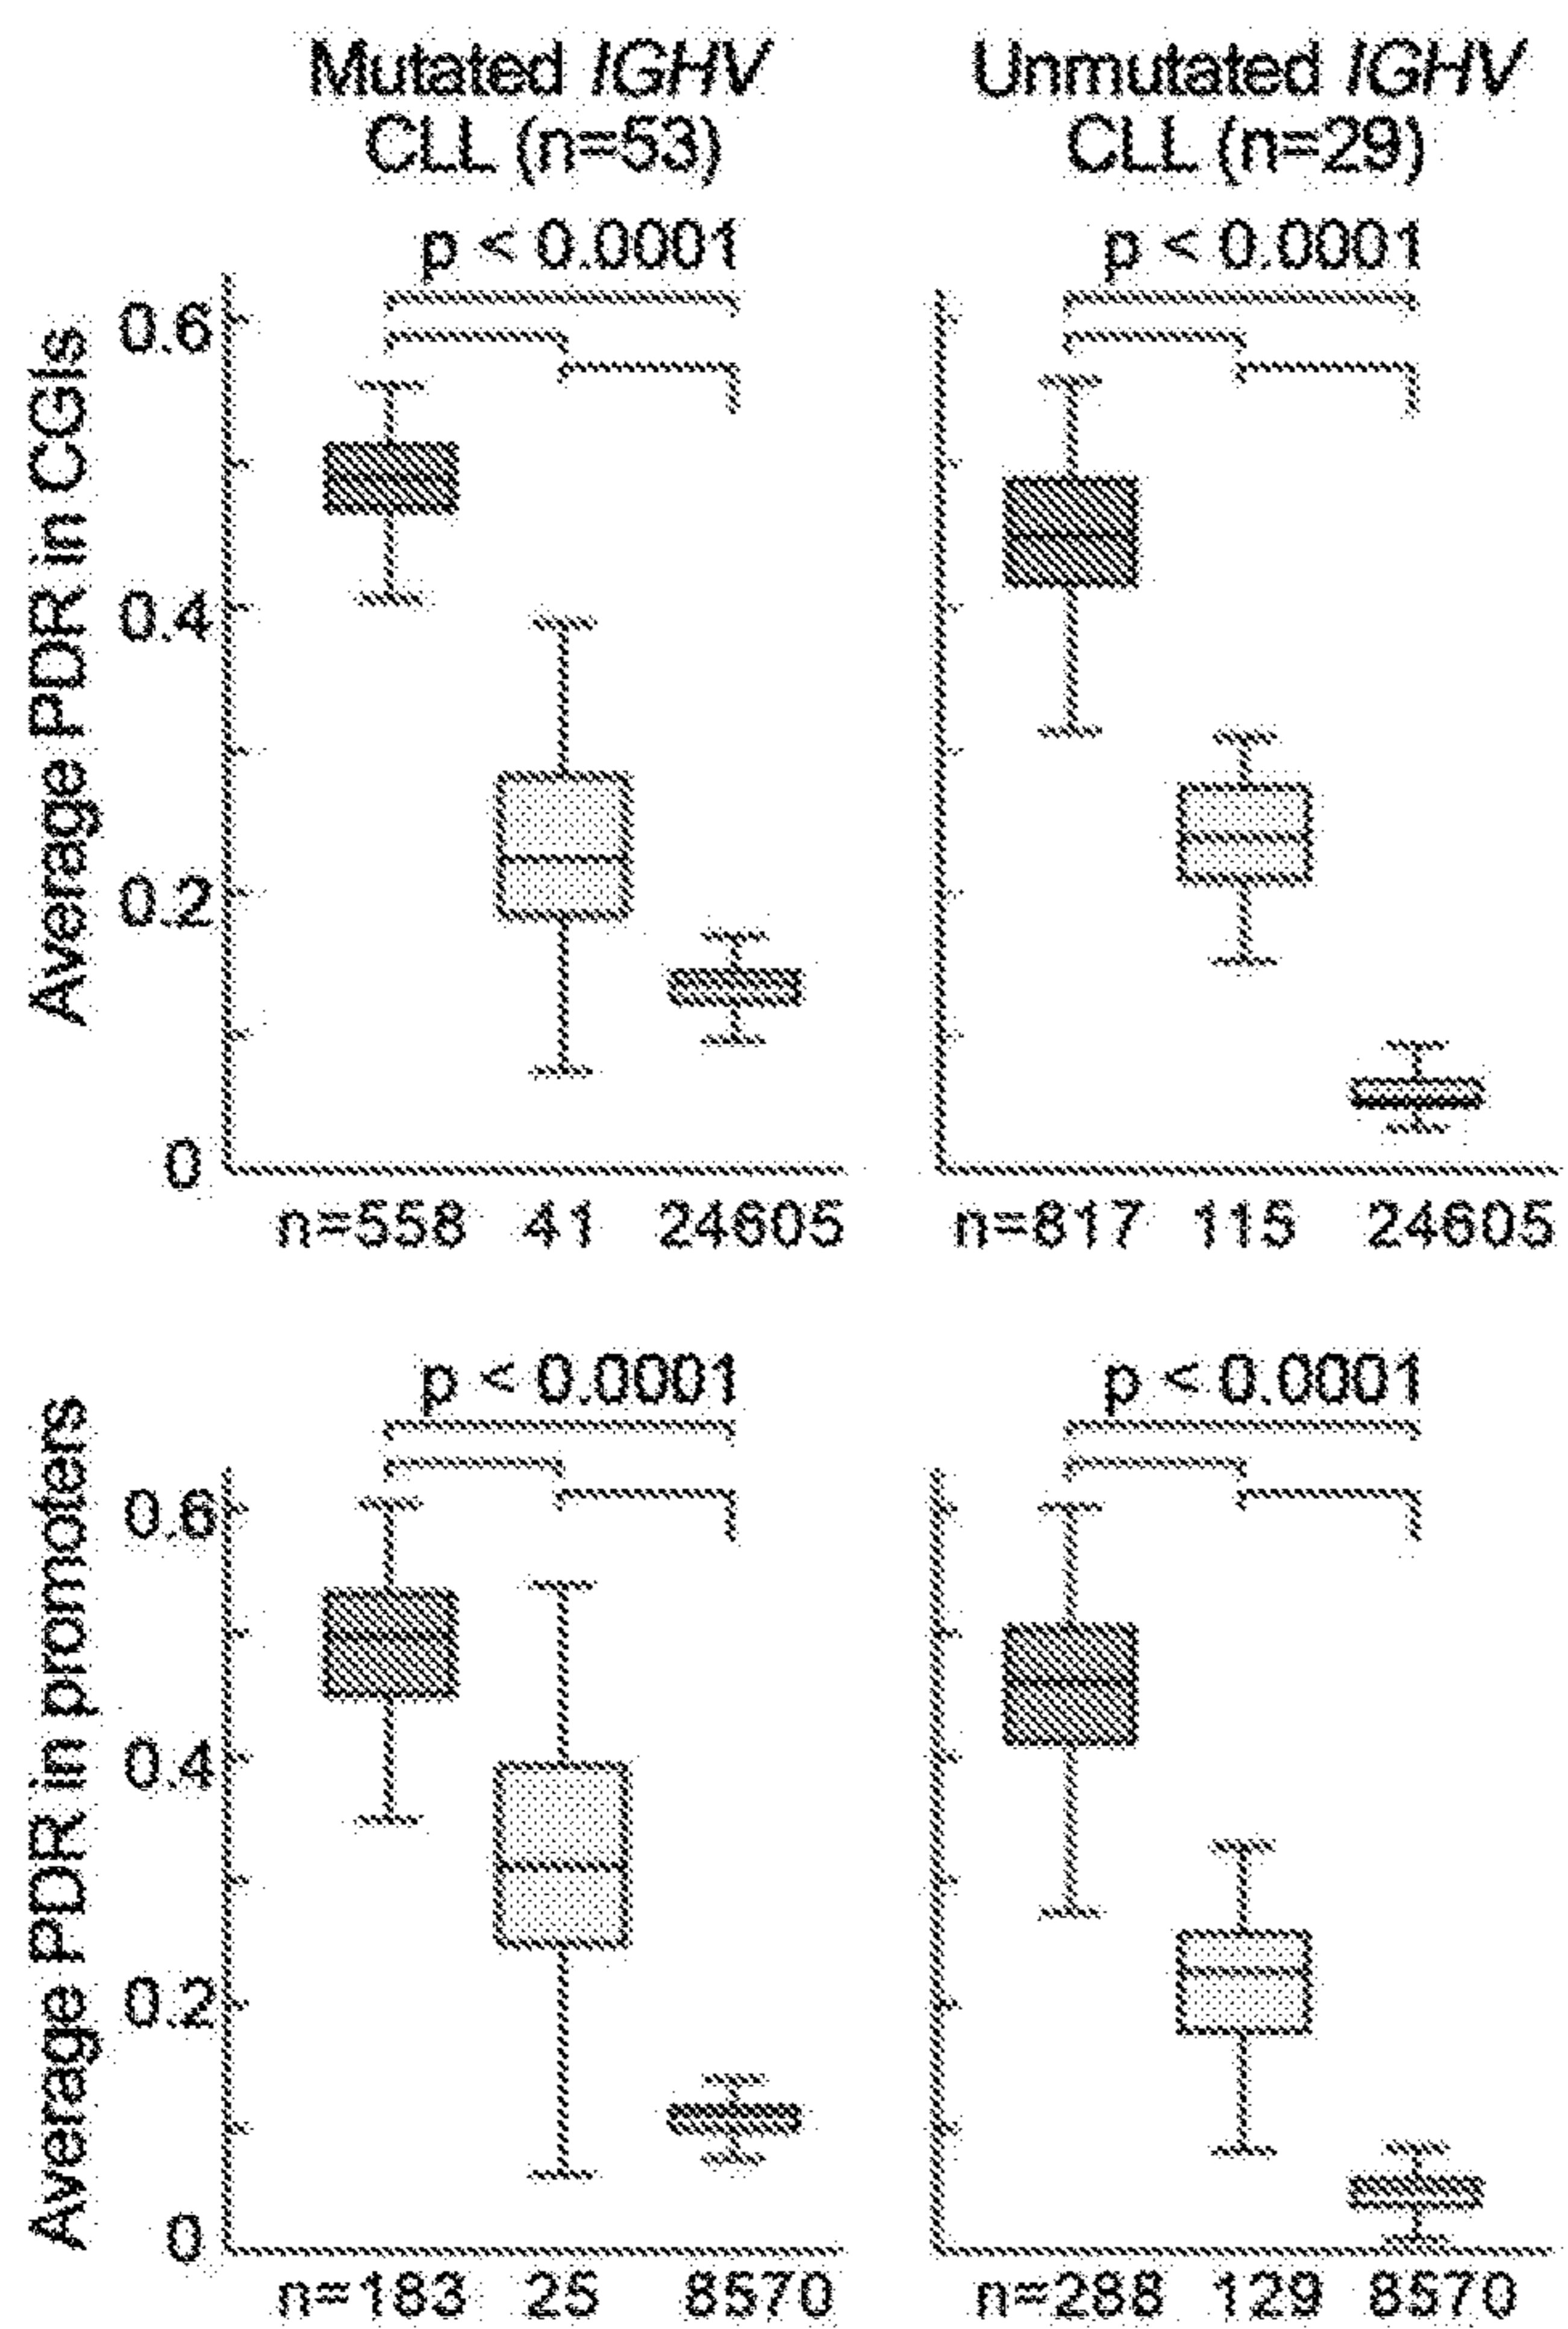 Mutated IGHV
CLL (n=53)
Unmutated IGHV
CLL (n=29)
p < 0.0001
p < 0.0001
Average PDR in CGIs
0.6
0.4
0.2
0
n=558 41 24605
n=817 115 24605
p < 0.0001
p < 0.0001
Average PDR in promoters
0.6
0.4
0.2
0
n=183 25 8570
n=288 129 8570